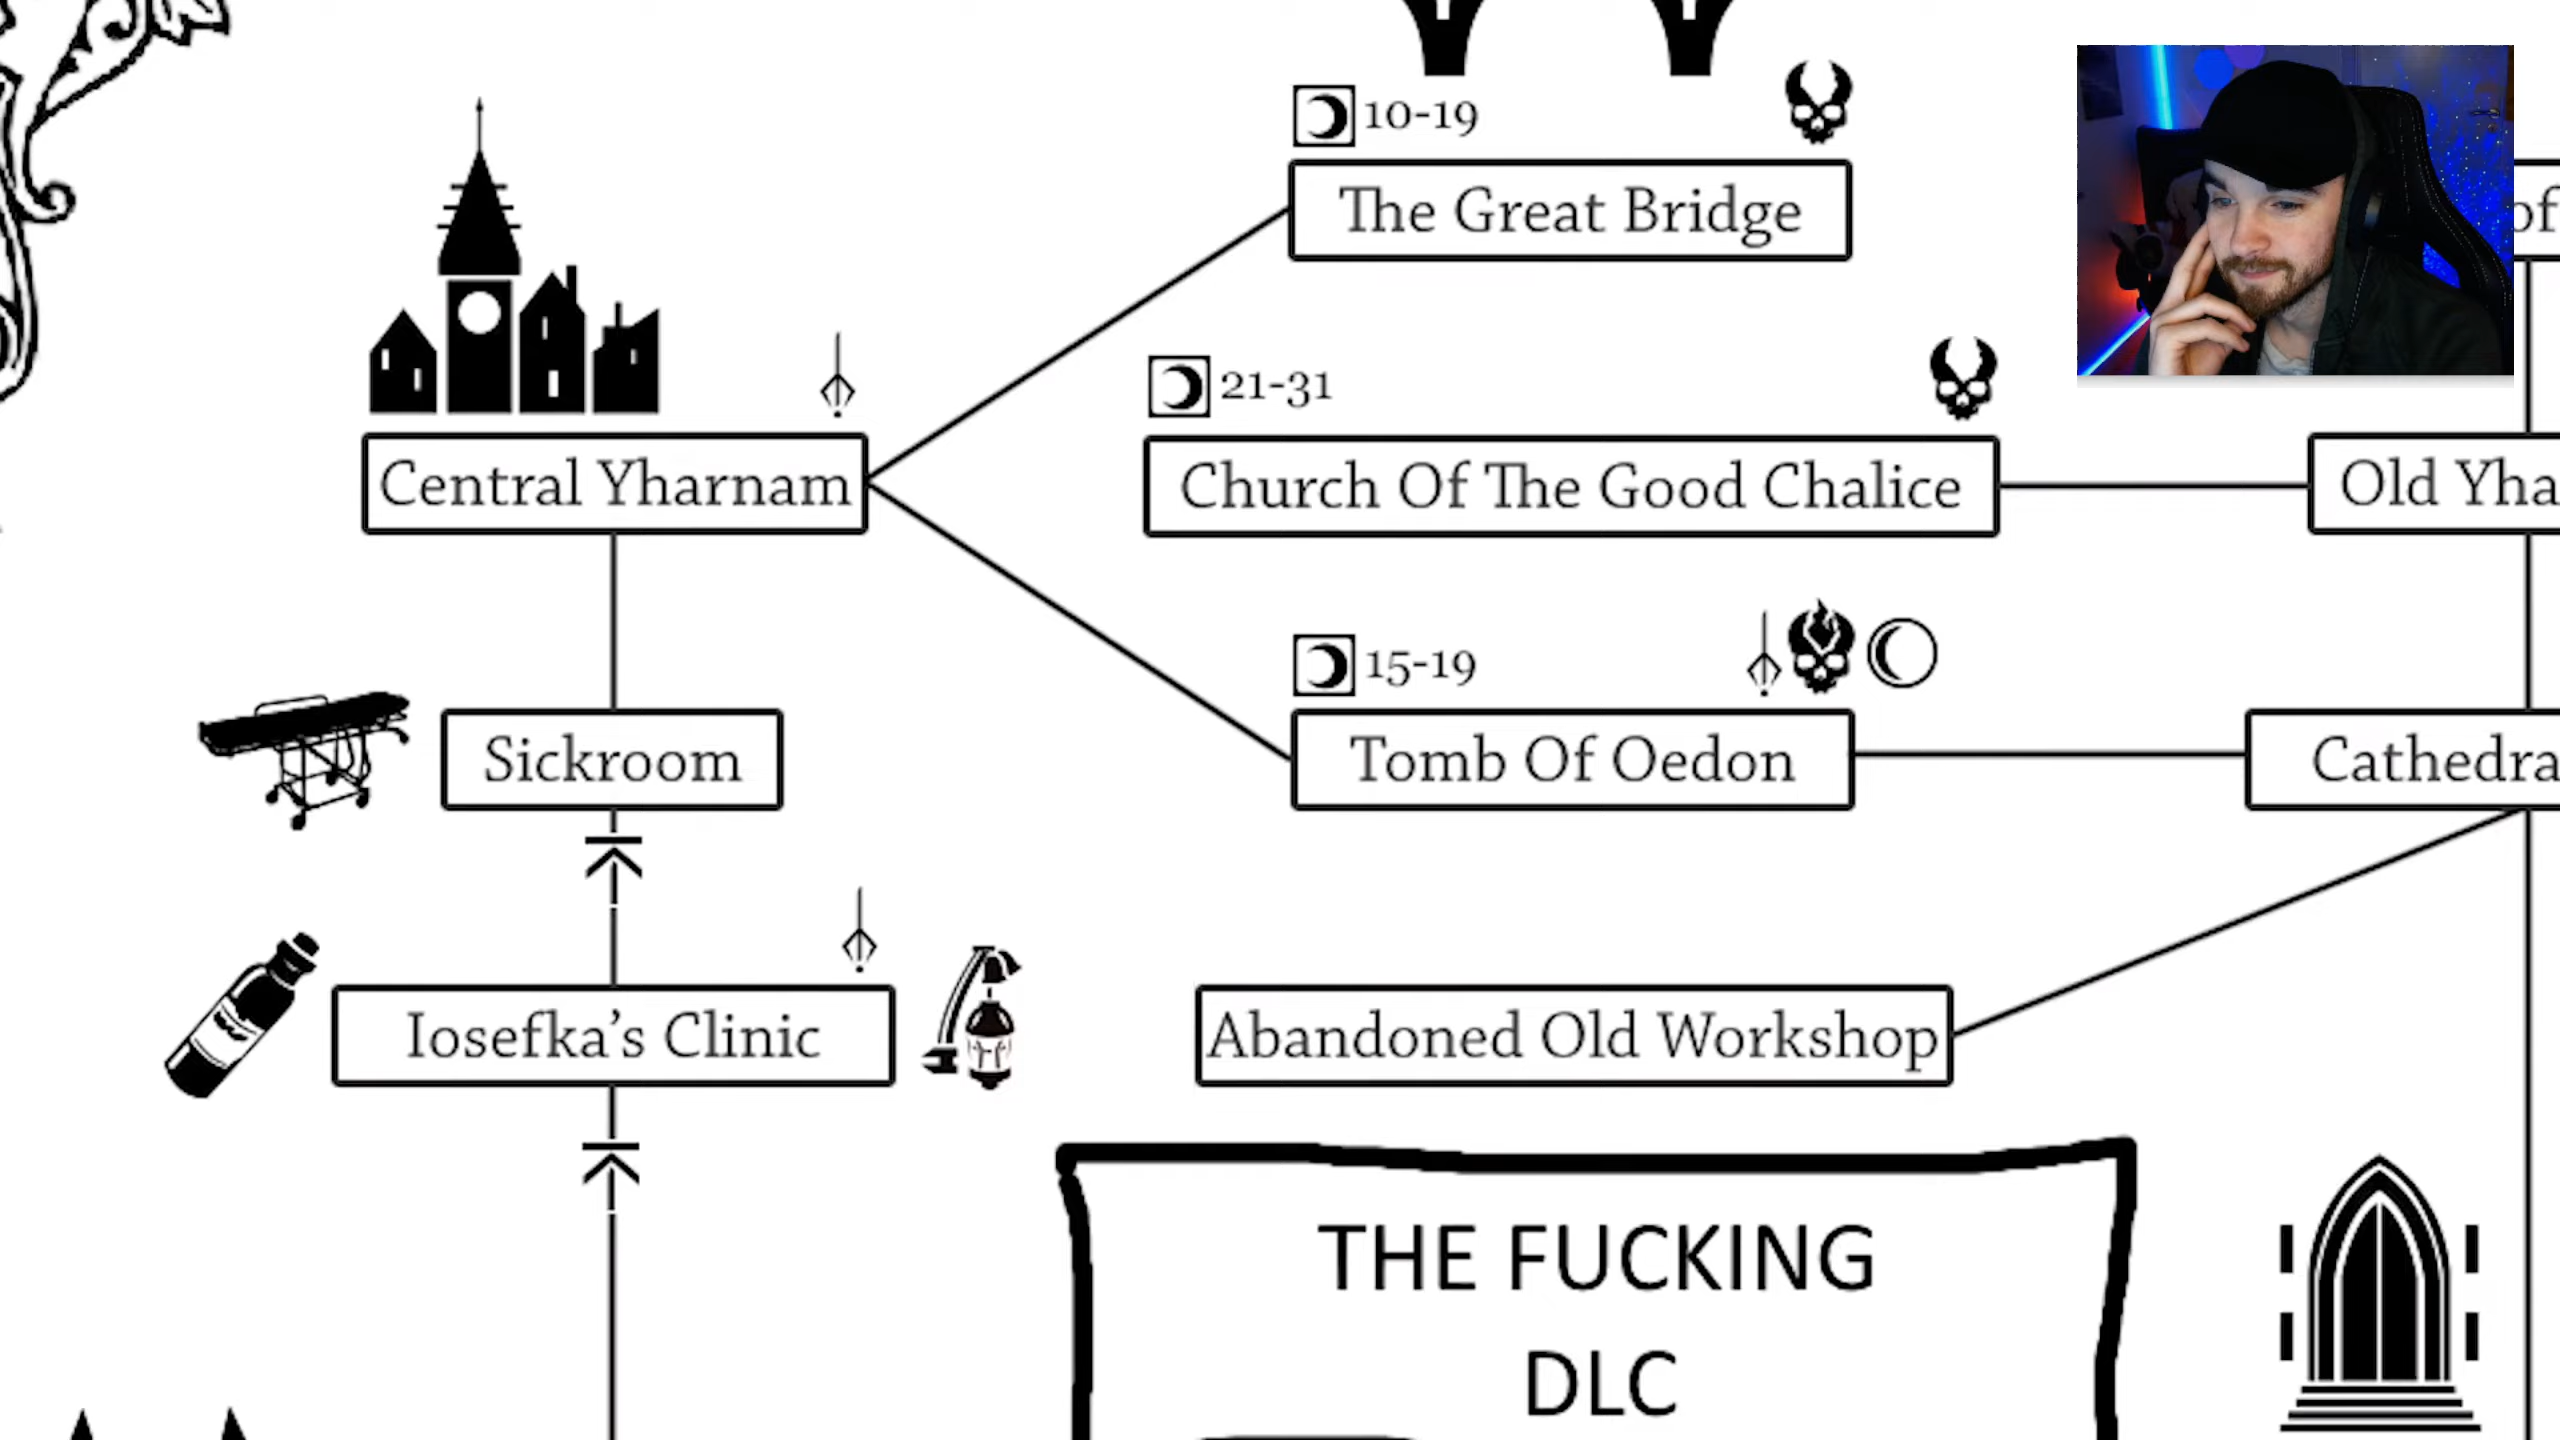 10-19
The Great Bridge
of
21-31
Central Yharnam
Church Of The Good Chalice
Old Yha
15-19
Sickroom
Tomb Of Oedon
Cathedra
Iosefka’s Clinic
Abandoned Old Workshop
THE FUCKING
DLC